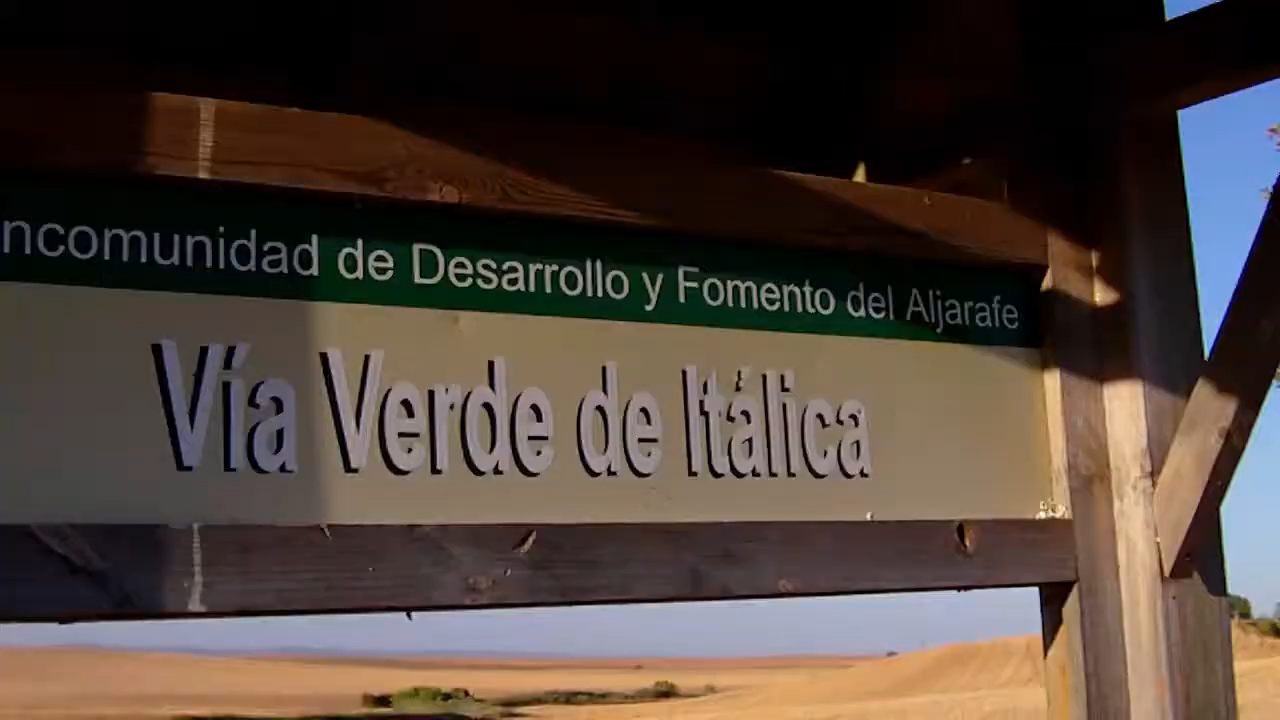 ncomunidad de Desarrollo y Fomento del Aljarafe
Vía Verde de Itálica